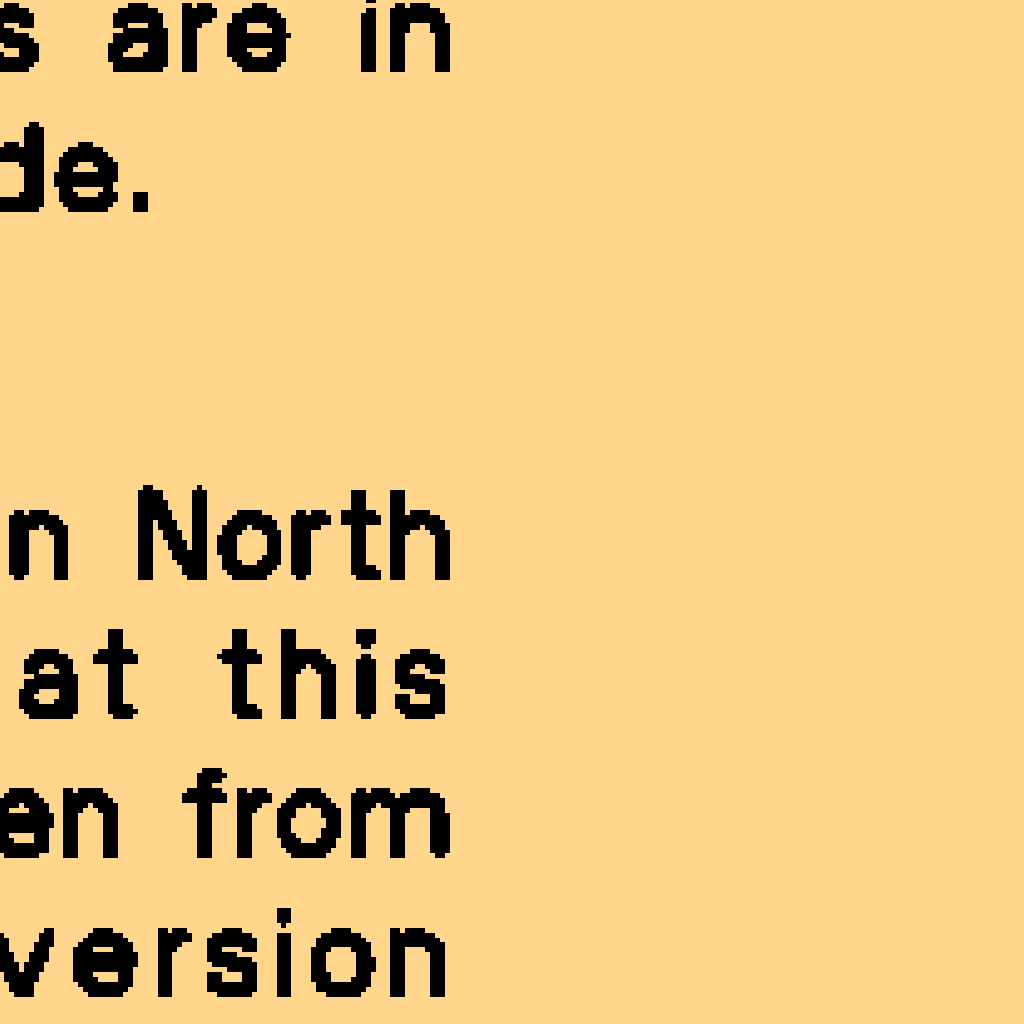 s are in
de.
n North
at this
en from
version